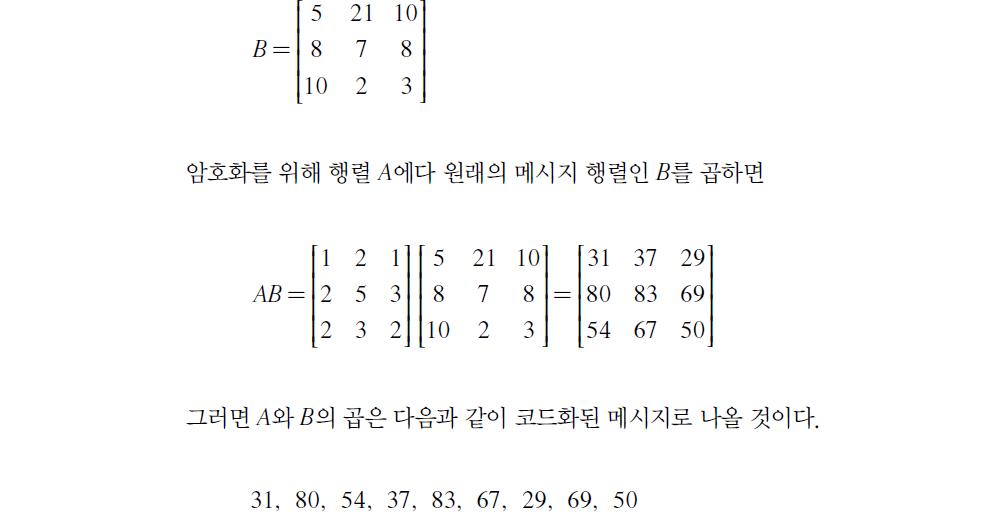 5 21 10
B = 8 7 8
10 2 3
암호화를 위해 행렬 A에다 원래의 메시지 행렬인 B를 곱하면
1 2 1 5 21 10 31 37 29
AB = 2 5 3 8 7 8 = 80 83 69
2 3 2 10 2 3 54 67 50
그러면 A와 B의 곱은 다음과 같이 코드화된 메시지로 나올 것이다.
31, 80, 54, 37, 83, 67, 29, 69, 50